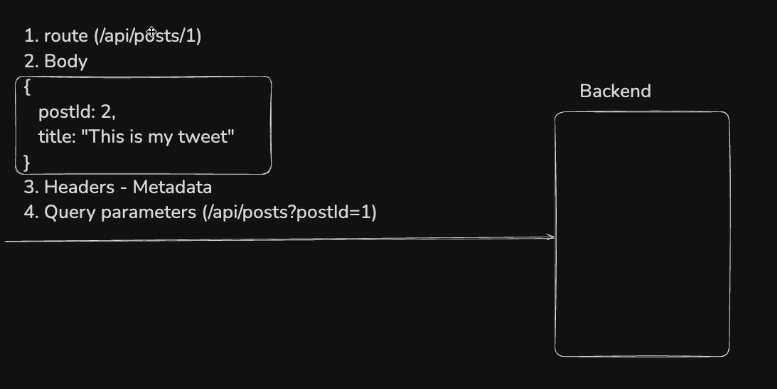 1. route (/api/posts/1)
2. Body
{
postId: 2,
title: "This is my tweet"
}
3. Headers - Metadata
4. Query parameters (/api/posts?postId=1)
Backend